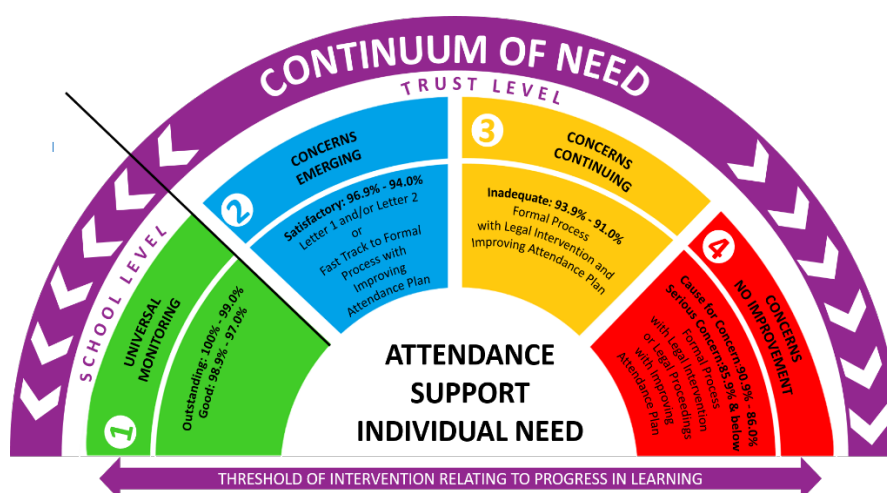 CONTINUUM OF NEED
TRUST LEVEL
SCHOOL LEVEL
1
UNIVERSAL
MONITORING
Outstanding: 100% - 99.0%
Good: 98.9% - 97.0%
2
CONCERNS
EMERGING
Satisfactory: 96.9% - 94.0%
Letter 1 and/or Letter 2
or
Fast Track to Formal
Process with
Improving
Attendance Plan
3
CONCERNS
CONTINUING
Inadequate: 93.9% - 91.0%
Formal Process
with Legal Intervention and
Improving Attendance Plan
4
CONCERNS
NO IMPROVEMENT
Cause for Concern: 90.9% - 86.0%
Serious Concern:85.9% & below
Formal Process
with Legal Intervention
or Legal Proceedings
with Improving
Attendance Plan
ATTENDANCE
SUPPORT
INDIVIDUAL NEED
THRESHOLD OF INTERVENTION RELATING TO PROGRESS IN LEARNING